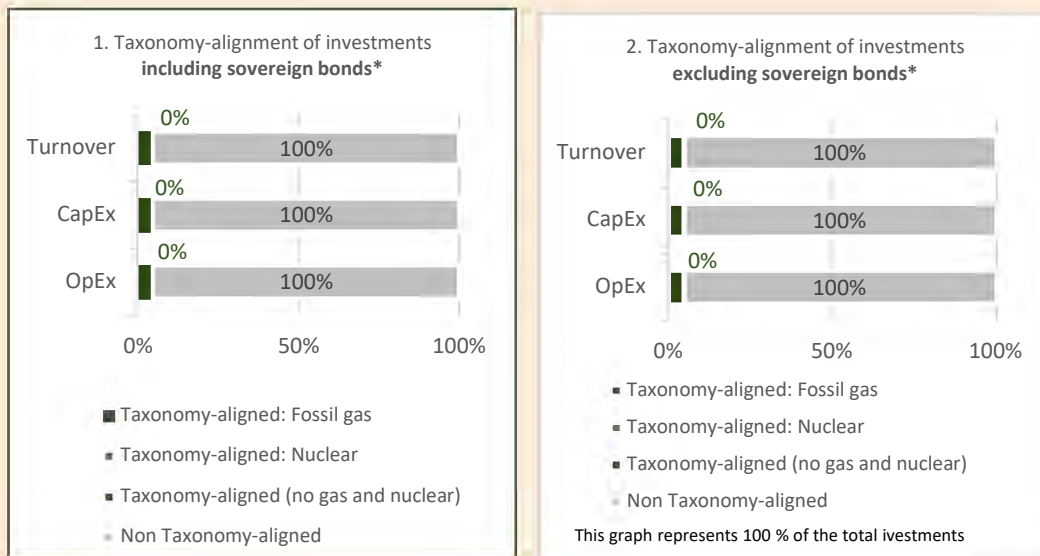 1. Taxonomy-alignment of investments
including sovereign bonds*
0%
Turnover
100%
0%
CapEx
100%
0%
OpEx
100%
0%
50%
100%
Taxonomy-aligned: Fossil gas
Taxonomy-aligned: Nuclear
Taxonomy-aligned (no gas and nuclear)
Non Taxonomy-aligned
2. Taxonomy-alignment of investments
excluding sovereign bonds*
0%
Turnover
100%
0%
CapEx
100%
0%
OpEx
100%
0%
50%
100%
Taxonomy-aligned: Fossil gas
Taxonomy-aligned: Nuclear
Taxonomy-aligned (no gas and nuclear)
Non Taxonomy-aligned
This graph represents 100 % of the total ivestments